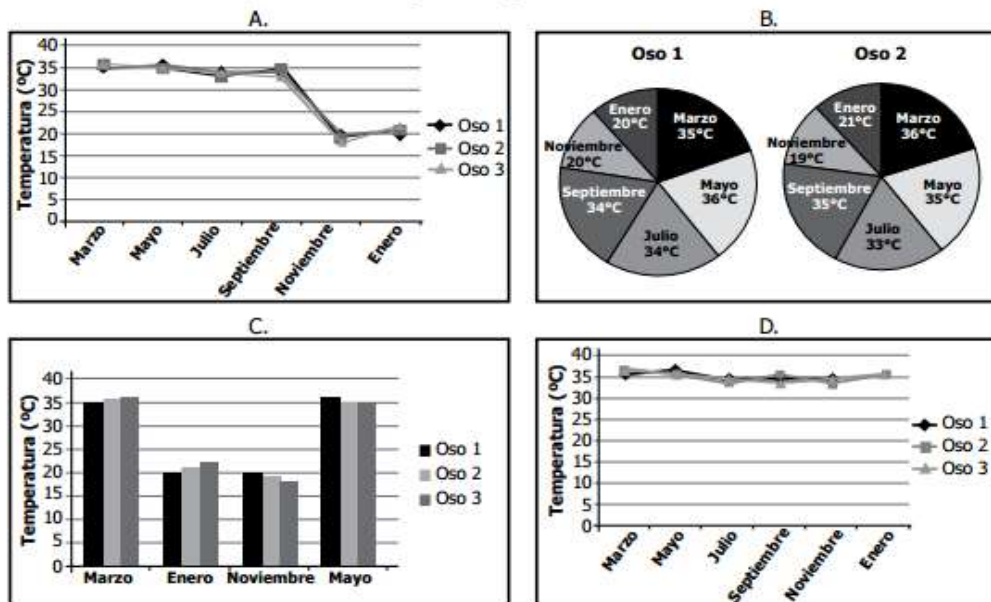 A.
Temperatura (ºC)
40
35
30
25
20
15
10
5
0
Marzo
Mayo
Julio
Septiembre
Noviembre
Enero
Oso 1
Oso 2
Oso 3
B.
Oso 1
Enero
20°C
Marzo
35°C
Noviembre
20°C
Mayo
36°C
Septiembre
34°C
Julio
34°C
Oso 2
Enero
21°C
Marzo
36°C
Noviembre
19°C
Mayo
35°C
Septiembre
35°C
Julio
33°C
C.
Temperatura (ºC)
40
35
30
25
20
15
10
5
0
Marzo
Enero
Noviembre
Mayo
Oso 1
Oso 2
Oso 3
D.
Temperatura (ºC)
40
35
30
25
20
15
10
5
0
Marzo
Mayo
Julio
Septiembre
Noviembre
Enero
Oso 1
Oso 2
Oso 3